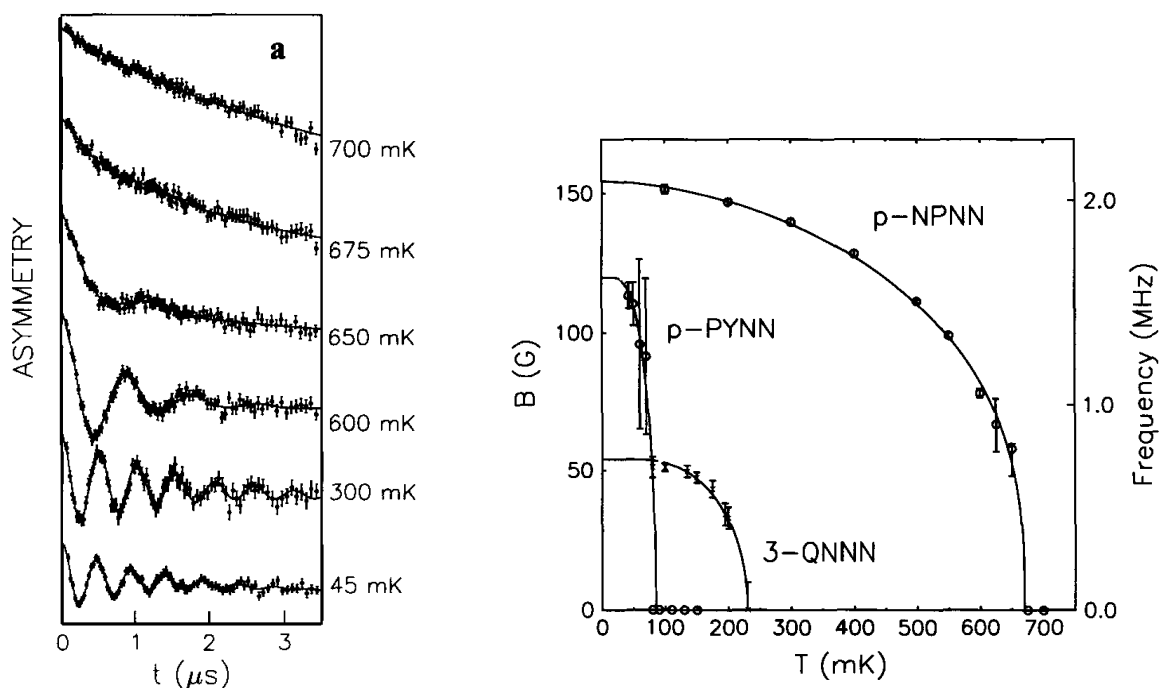 a
ASYMMETRY
700 mK
675 mK
650 mK
600 mK
300 mK
45 mK
0 1 2 3
t (μs)
B (G)
150
100
50
0
p-NPNN
p-PYNN
3-QNNN
2.0
1.0
0.0
Frequency (MHz)
0 100 200 300 400 500 600 700
T (mK)